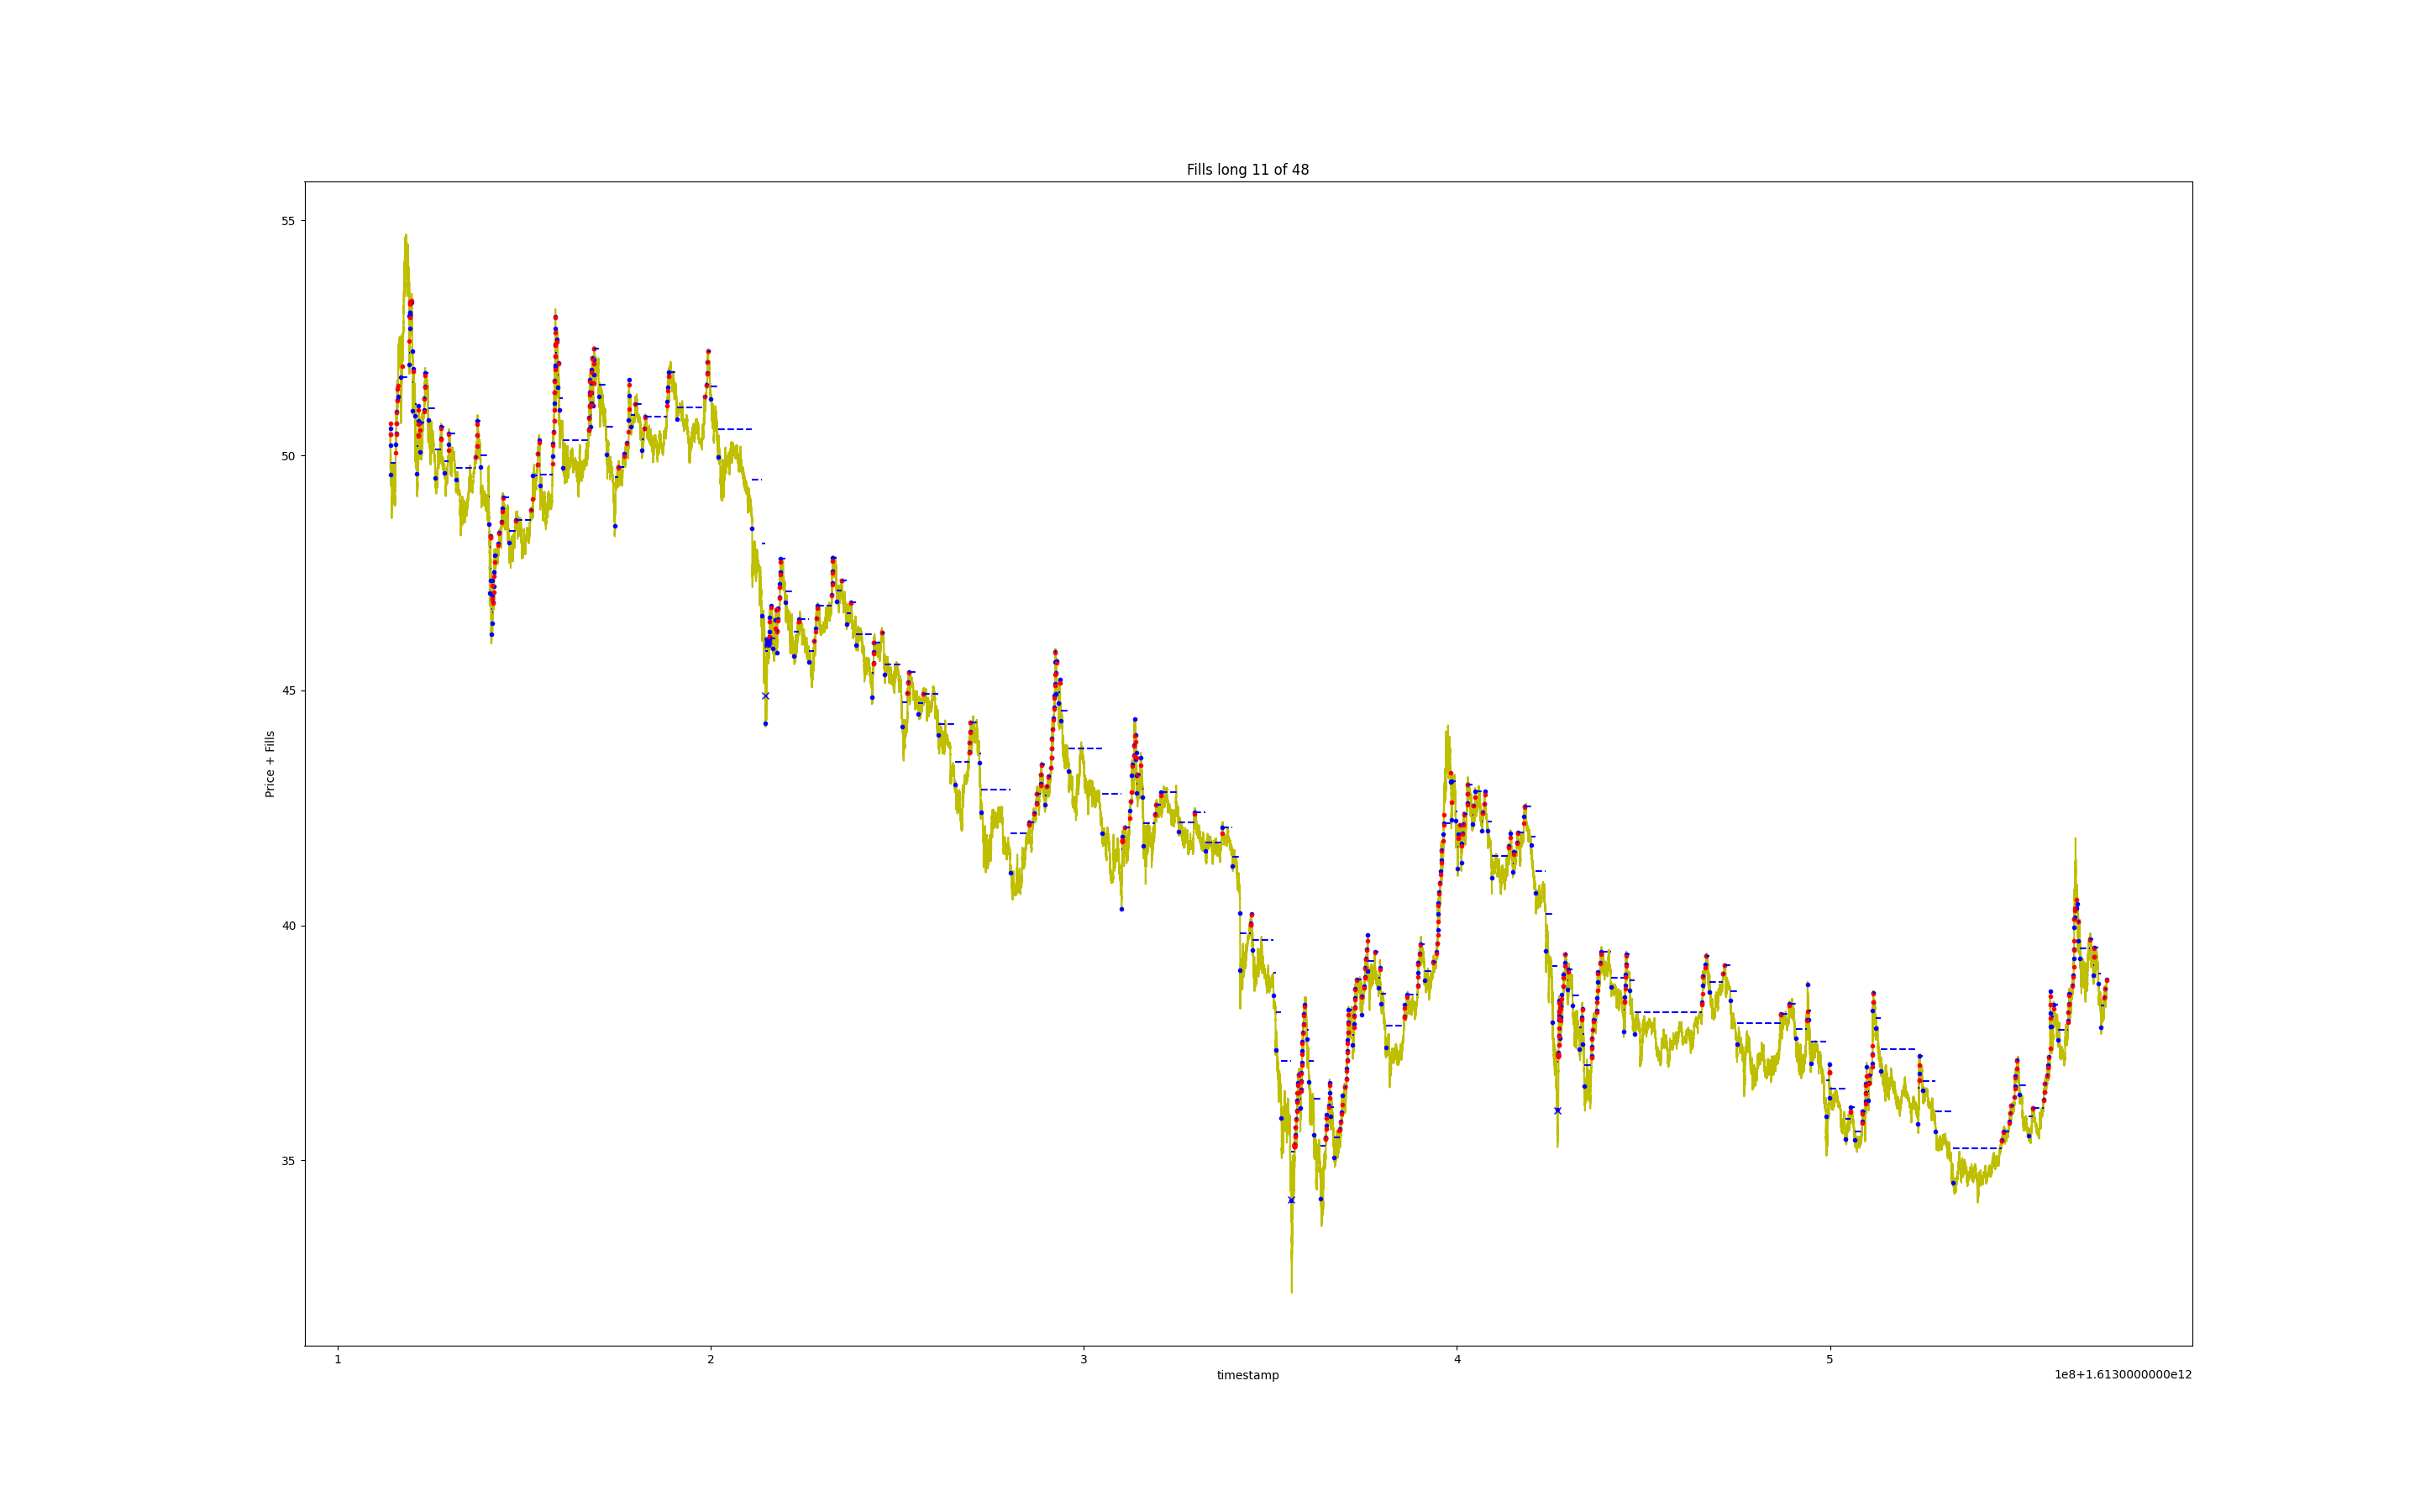 Fills long 11 of 48
55
50
45
40
35
Price + Fills
1
2
3
4
5
timestamp
1e8+1.6130000000e12